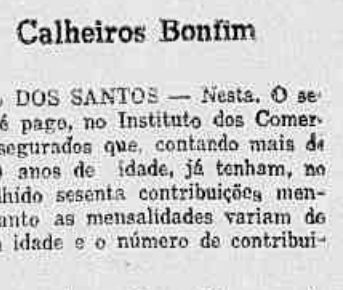 Calheiros Bonfim
DOS SANTOS — Nesta. O se-
é pago, no Instituto dos Comer-
segurados que, contando mais de
anos de idade, já tenham, no
hido sesenta contribuições men-
anto as mensalidades variam de
idade e o número de contribui-